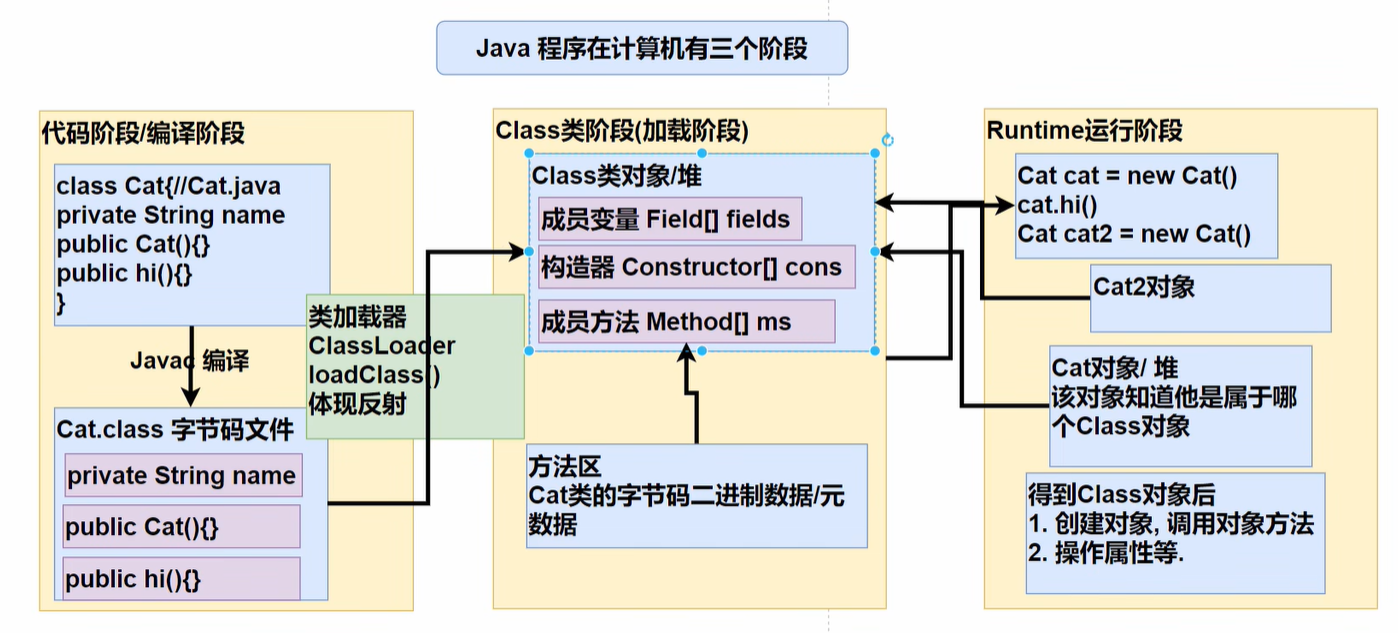 Java 程序在计算机有三个阶段
代码阶段/编译阶段
class Cat{//Cat.java
private String name
public Cat(){}
public hi(){}
}
Javac 编译
Cat.class 字节码文件
private String name
public Cat(){}
public hi(){}
类加载器
ClassLoader
loadClass()
体现反射
Class类阶段(加载阶段)
Class类对象/堆
成员变量 Field[] fields
构造器 Constructor[] cons
成员方法 Method[] ms
方法区
Cat类的字节码二进制数据/元
数据
Runtime运行阶段
Cat cat = new Cat()
cat.hi()
Cat cat2 = new Cat()
Cat2对象
Cat对象/ 堆
该对象知道他是属于哪
个Class对象
得到Class对象后
1. 创建对象, 调用对象方法
2. 操作属性等.